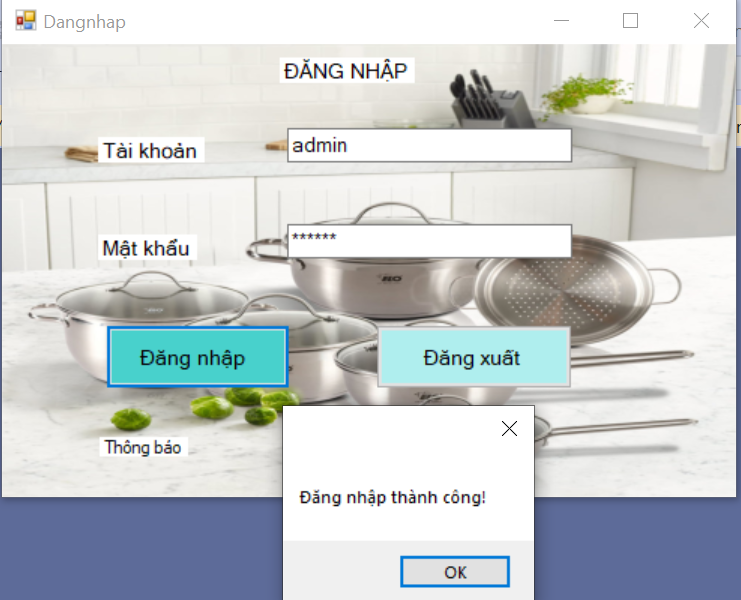 Dangnhap
ĐĂNG NHẬP
Tài khoản
admin
Mật khẩu
******
Đăng nhập
Đăng xuất
Thông báo
Đăng nhập thành công!
OK